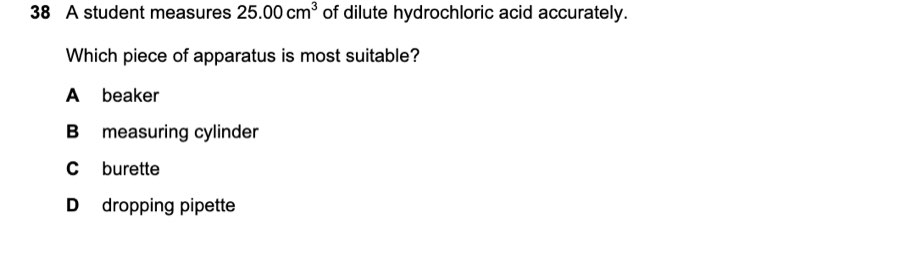 38 A student measures 25.00 cm³ of dilute hydrochloric acid accurately.
Which piece of apparatus is most suitable?
A beaker
B measuring cylinder
C burette
D dropping pipette